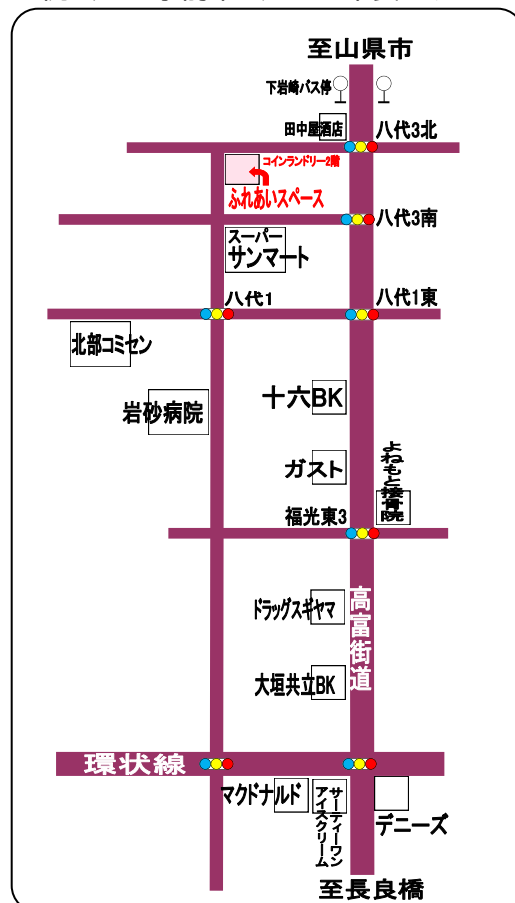 至山県市
下岩崎バス停
田中屋酒店
八代3北
コインランドリー2階
ふれあいスペース
八代3南
スーパー
サンマート
八代1
八代1東
北部コミセン
岩砂病院
十六BK
ガスト
よねもと接骨院
福光東3
ドラッグスギヤマ
高富街道
大垣共立BK
環状線
マクドナルド
サーティーワン
アイスクリーム
デニーズ
至長良橋